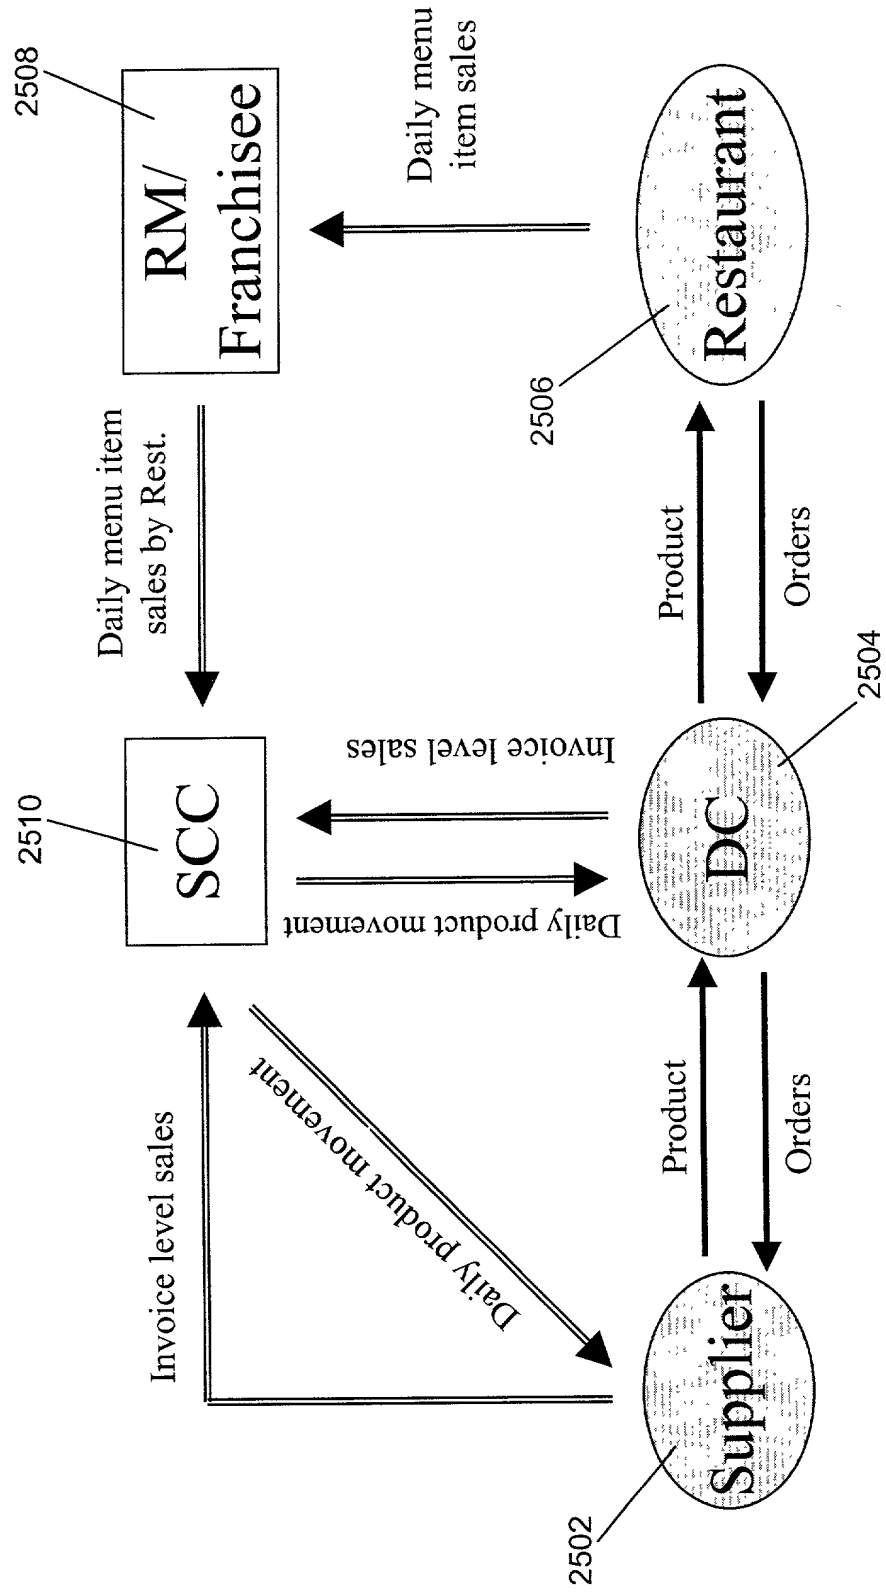 2510
2508
SCC
RM/
Franchisee
Invoice level sales
Daily menu item
sales by Rest.
Daily menu
item sales
Daily product movement
Daily product movement
Invoice level sales
2506
2502
Supplier
Product
Orders
DC
2504
Product
Orders
Restaurant